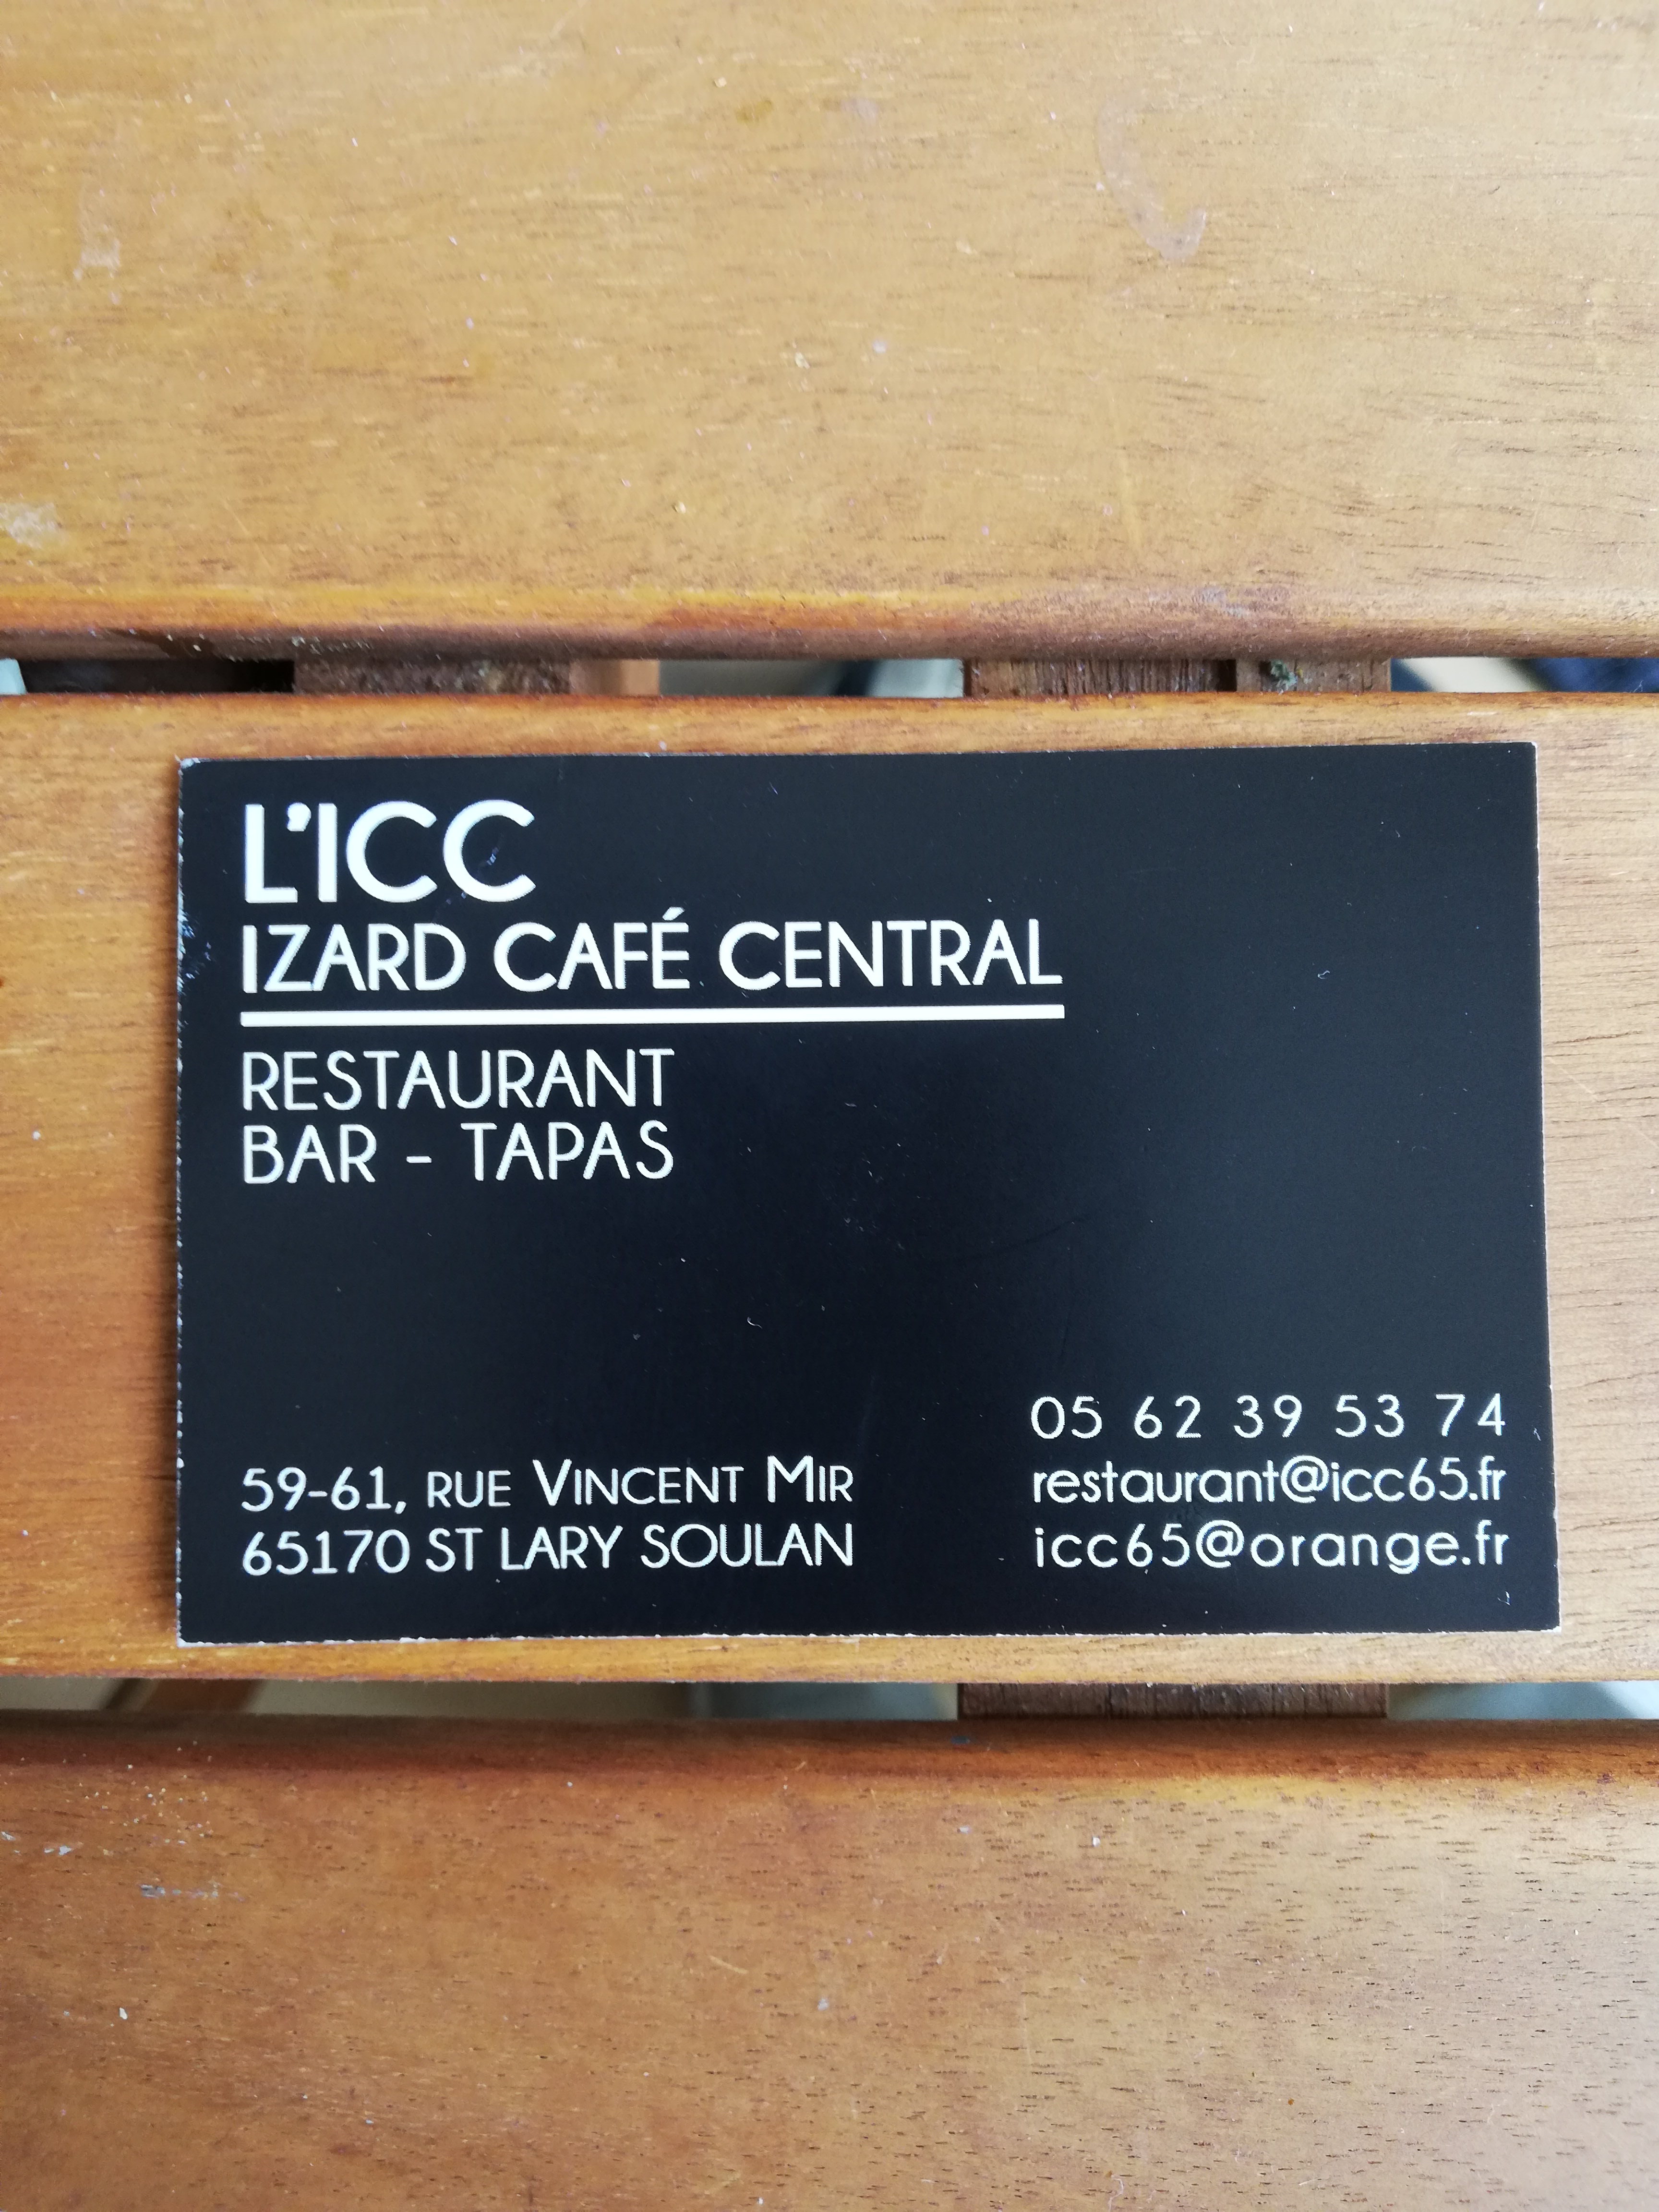 L'ICC
IZARD CAFÉ CENTRAL
RESTAURANT
BAR - TAPAS
59-61, RUE VINCENT MIR
65170 ST LARY SOULAN
05 62 39 53 74
restaurant@icc65.fr
icc65@orange.fr